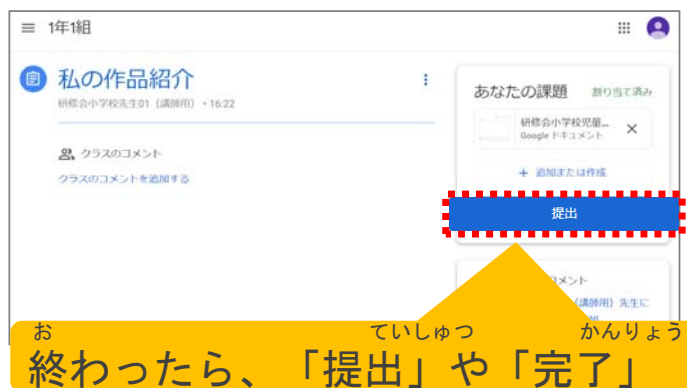 1年1組
私の作品紹介
研修会小学校先生01（講師用）・16:22
クラスのコメント
クラスのコメントを追加する
あなたの課題 割り当て済み
研修会小学校児童...
Google ドキュメント
+ 追加または作成
提出
コメント
（講師用）先生に
お ていしゅつ かんりょう
終わったら、「提出」や「完了」